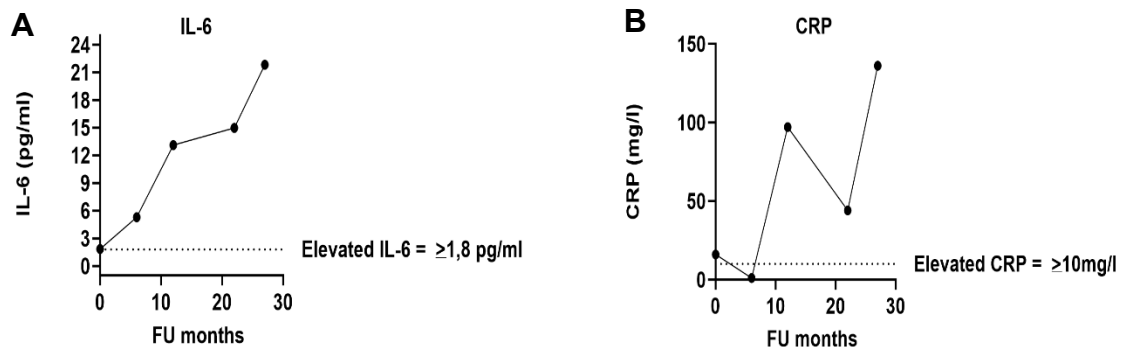 A
IL-6
24
21
18
15
12
9
6
3
0
IL-6 (pg/ml)
Elevated IL-6 = ≥1,8 pg/ml
0 10 20 30
FU months
B
CRP
150
100
50
0
CRP (mg/l)
Elevated CRP = ≥10mg/l
0 10 20 30
FU months